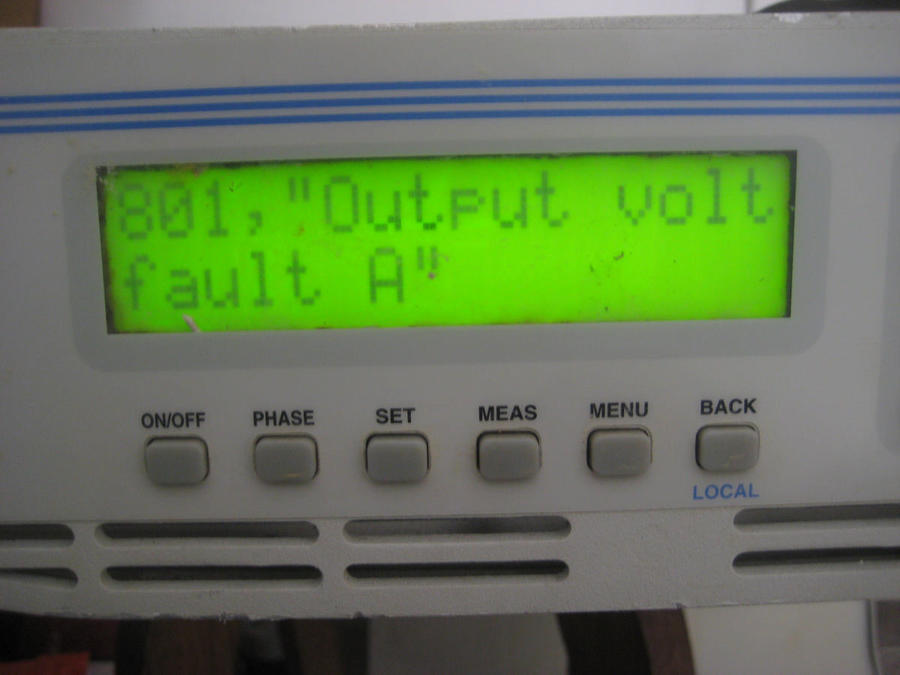 801,"Output volt
fault A"
ON/OFF PHASE SET MEAS MENU BACK
LOCAL